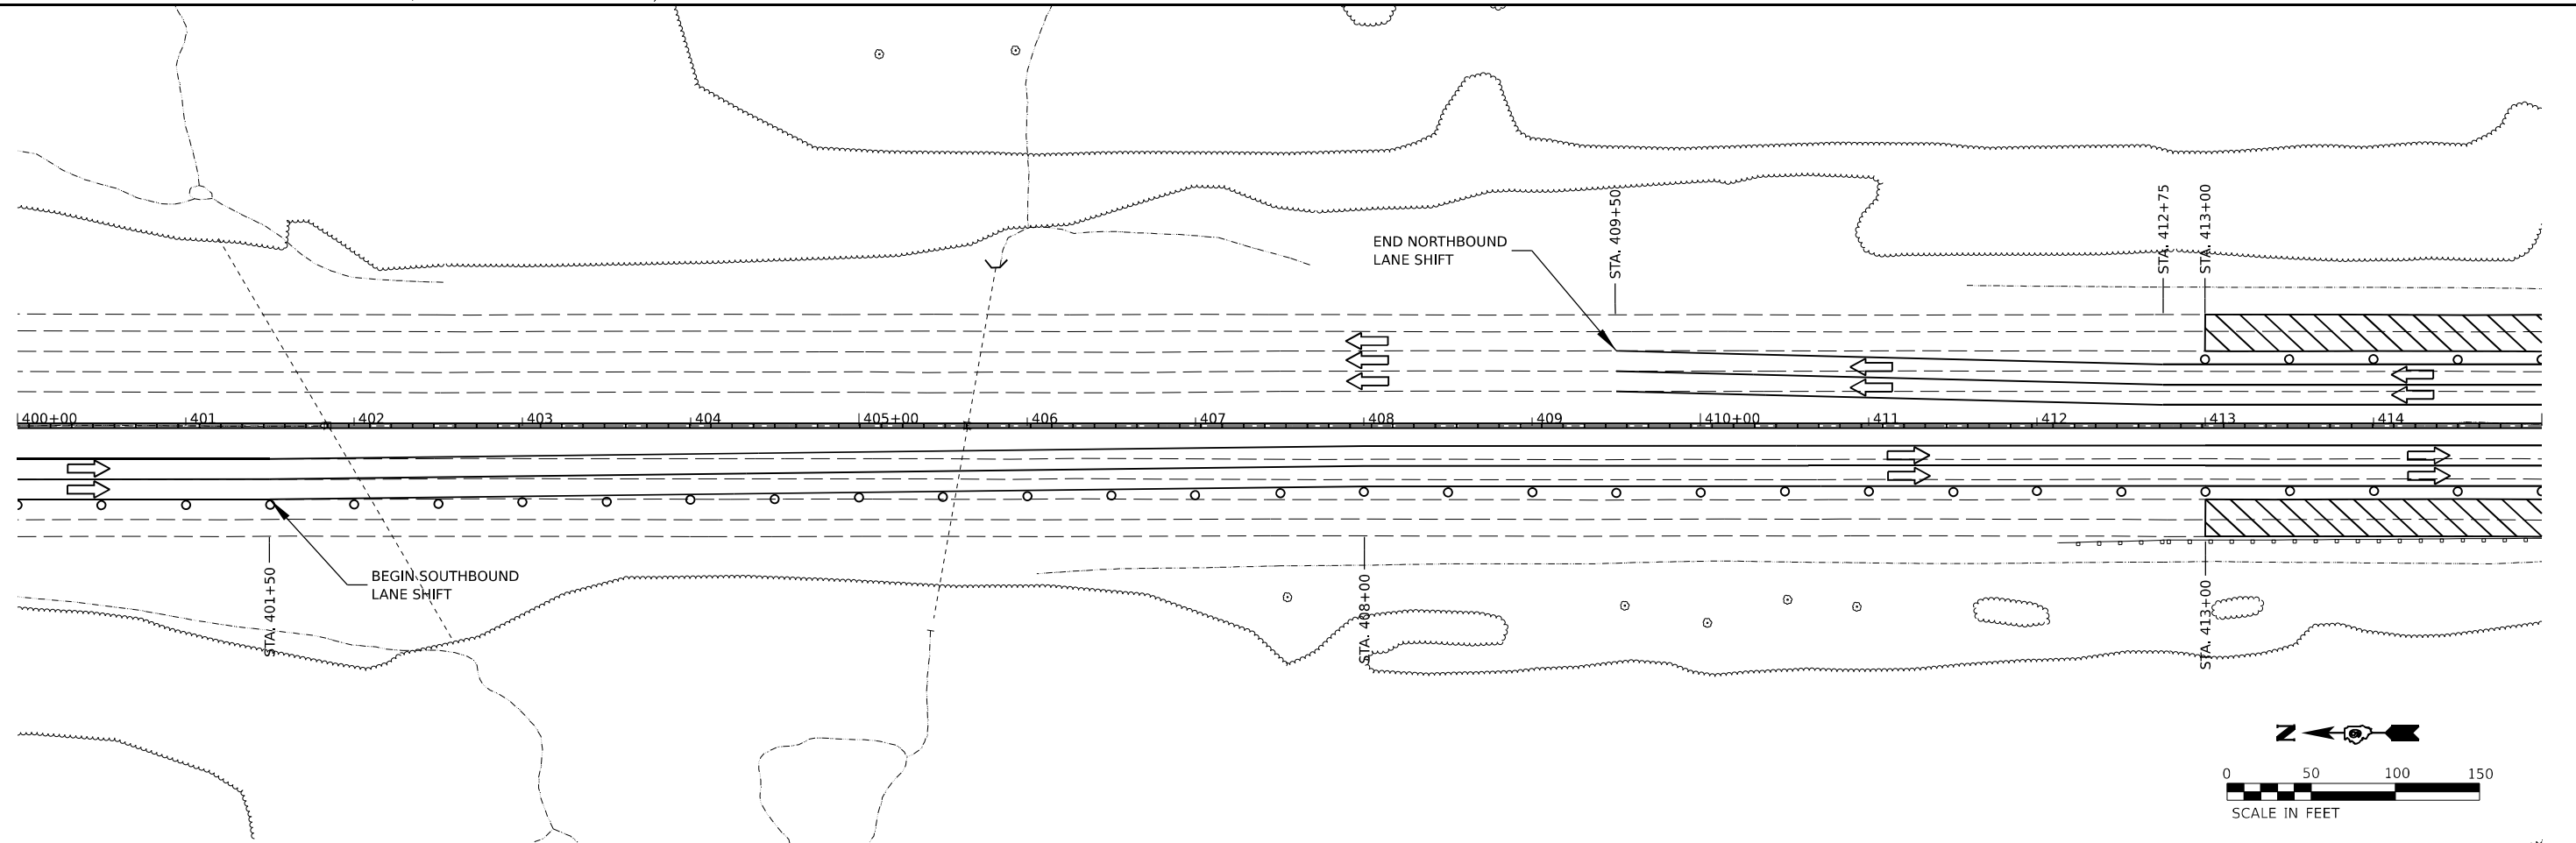 STA. 409+50
STA. 412+75
STA. 413+00
END NORTHBOUND
LANE SHIFT
400+00 401 402 403 404 405+00 406 407 408 409 410+00 411 412 413 414
BEGIN SOUTHBOUND
LANE SHIFT
STA. 401+50
STA. 408+00
STA. 413+00
N
0 50 100 150
SCALE IN FEET